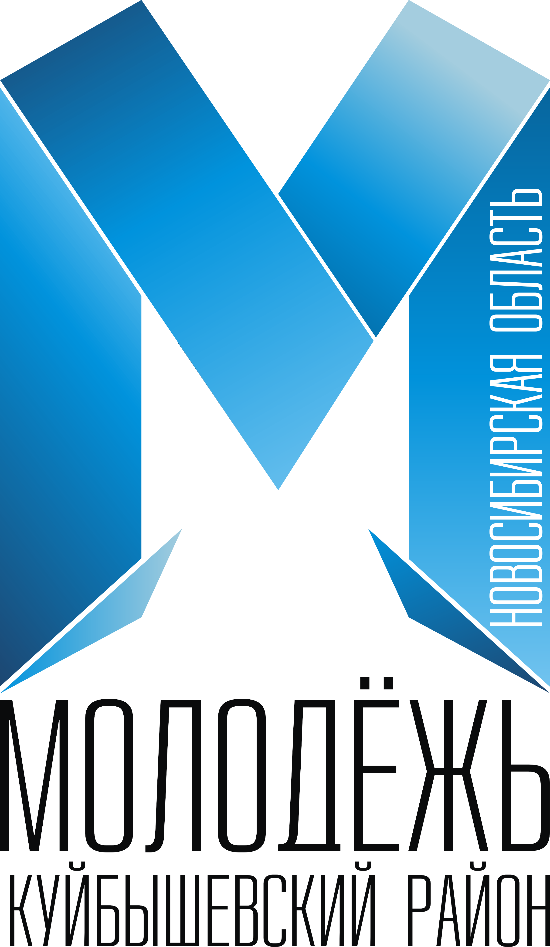 НОВОСИБИРСКАЯ ОБЛАСТЬ
МОЛОДЁЖЬ
КУЙБЫШЕВСКИЙ РАЙОН